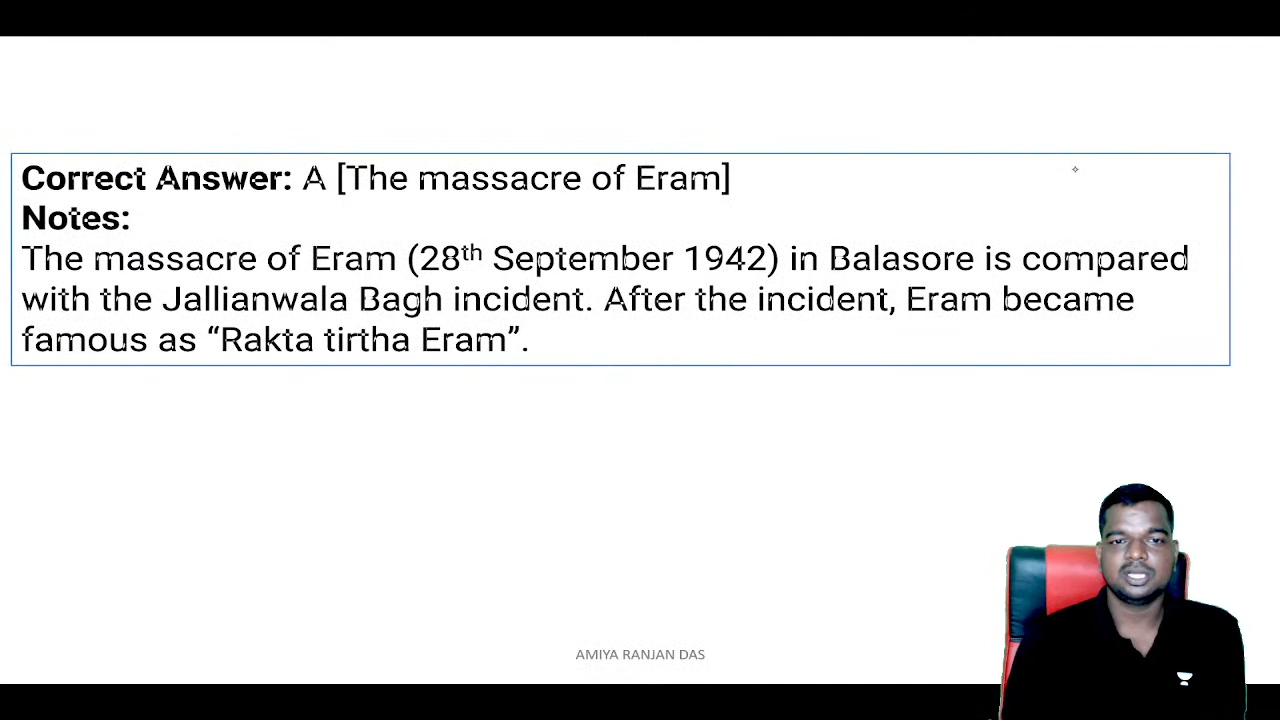 Correct Answer: A [The massacre of Eram]
Notes:
The massacre of Eram (28th September 1942) in Balasore is compared
with the Jallianwala Bagh incident. After the incident, Eram became
famous as “Rakta tirtha Eram”.
AMIYA RANJAN DAS